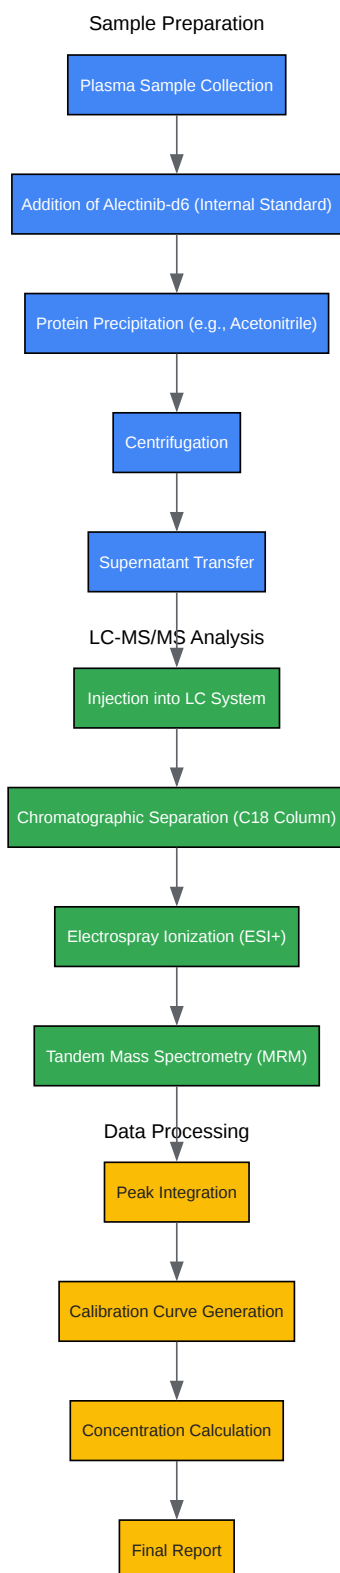 Sample Preparation
Plasma Sample Collection
Addition of Alectinib-d6 (Internal Standard)
Protein Precipitation (e.g., Acetonitrile)
Centrifugation
Supernatant Transfer
LC-MS/MS Analysis
Injection into LC System
Chromatographic Separation (C18 Column)
Electrospray Ionization (ESI+)
Tandem Mass Spectrometry (MRM)
Data Processing
Peak Integration
Calibration Curve Generation
Concentration Calculation
Final Report